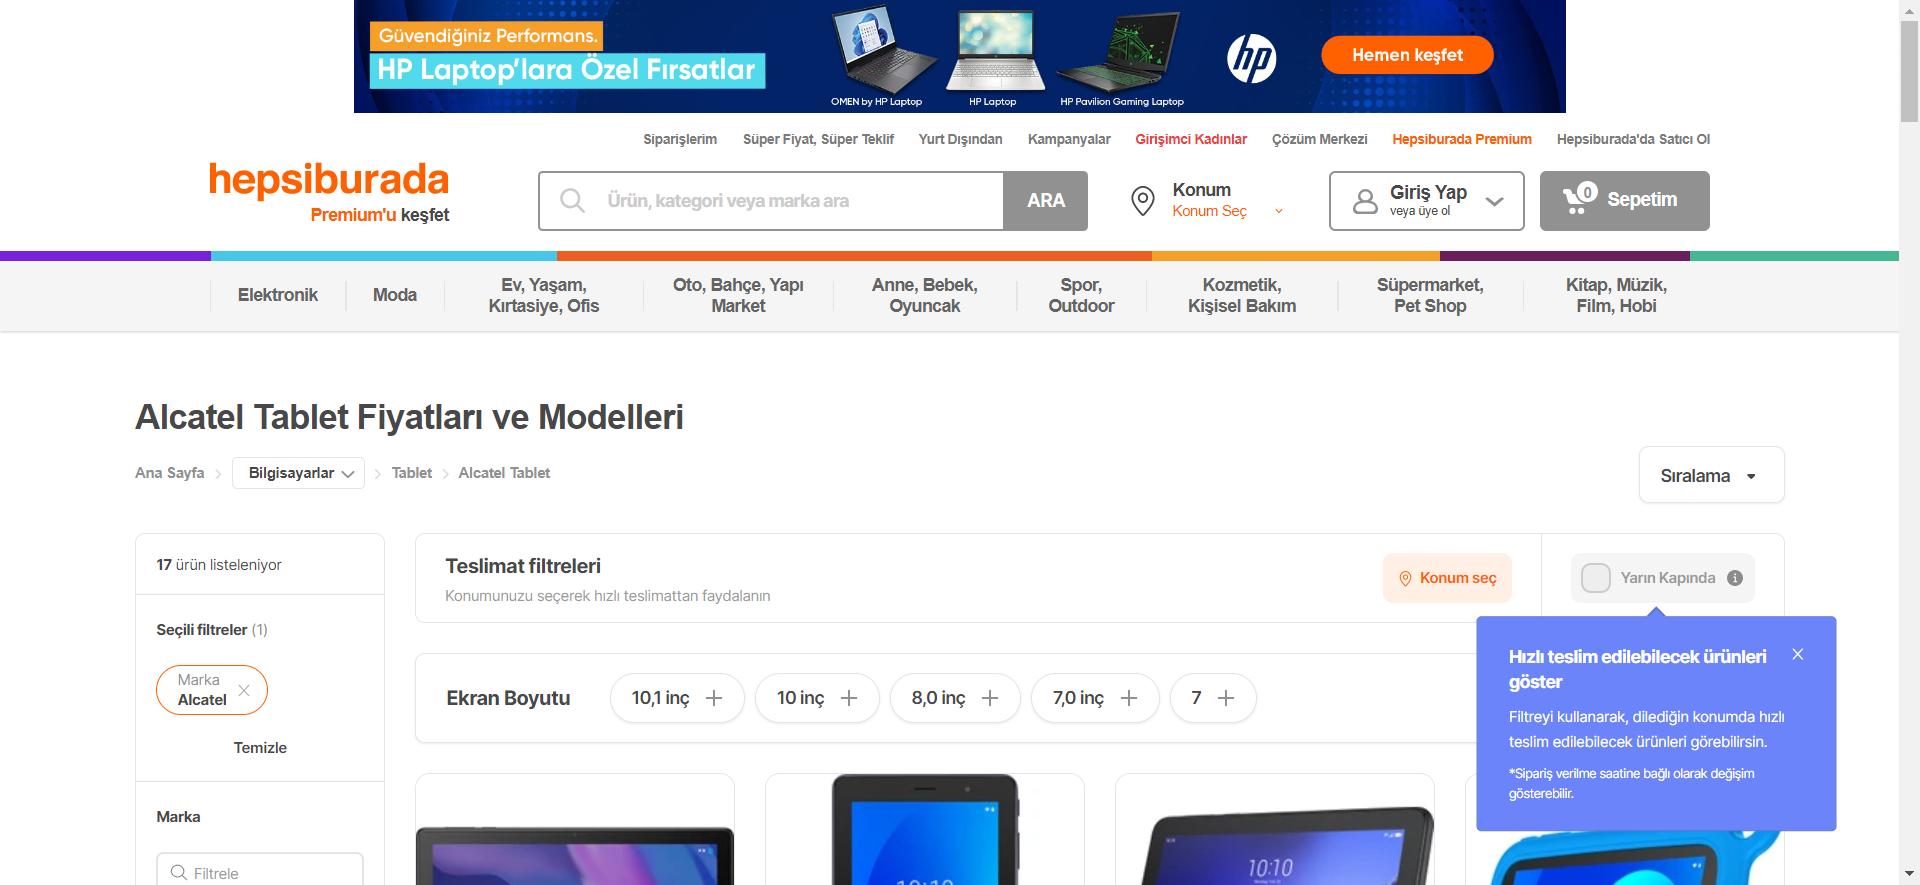 Güvendiğiniz Performans.
HP Laptop'lara Özel Fırsatlar
OMEN by HP Laptop
HP Laptop
HP Pavilion Gaming Laptop
hp
Hemen keşfet
Siparişlerim
Süper Fiyat, Süper Teklif
Yurt Dışından
Kampanyalar
Girişimci Kadınlar
Çözüm Merkezi
Hepsiburada Premium
Hepsiburada'da Satıcı Ol
hepsiburada
Premium'u keşfet
Ürün, kategori veya marka ara
ARA
Konum
Konum Seç
Giriş Yap
veya üye ol
0
Sepetim
Elektronik
Moda
Ev, Yaşam,
Kırtasiye, Ofis
Oto, Bahçe, Yapı
Market
Anne, Bebek,
Oyuncak
Spor,
Outdoor
Kozmetik,
Kişisel Bakım
Süpermarket,
Pet Shop
Kitap, Müzik,
Film, Hobi
Alcatel Tablet Fiyatları ve Modelleri
Ana Sayfa
Bilgisayarlar
Tablet
Alcatel Tablet
Sıralama
17 ürün listeleniyor
Seçili filtreler (1)
Marka
Alcatel
Temizle
Marka
Filtrele
Teslimat filtreleri
Konumunuzu seçerek hızlı teslimattan faydalanın
Konum seç
Yarın Kapında
Hızlı teslim edilebilecek ürünleri
göster
Filtreyi kullanarak, dilediğin konumda hızlı
teslim edilebilecek ürünleri görebilirsin.
*Sipariş verilme saatine bağlı olarak değişim
gösterebilir.
Ekran Boyutu
10,1 inç
10 inç
8,0 inç
7,0 inç
7
10:10
10:10